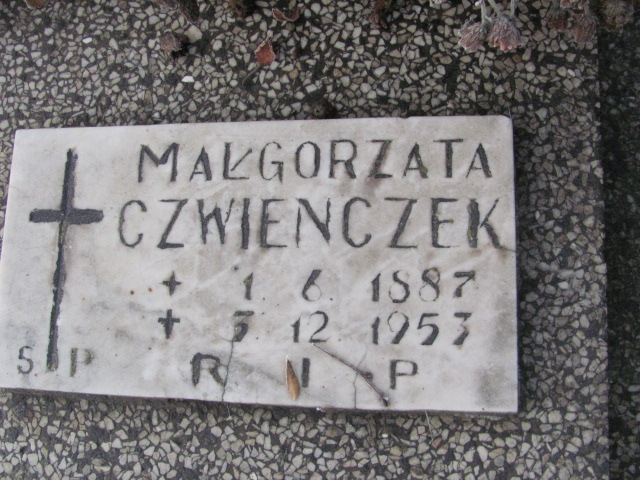 MAŁGORZATA
CZWIENCZEK
+ 1. 6. 1887
+ 3. 12. 1953
S P R I P